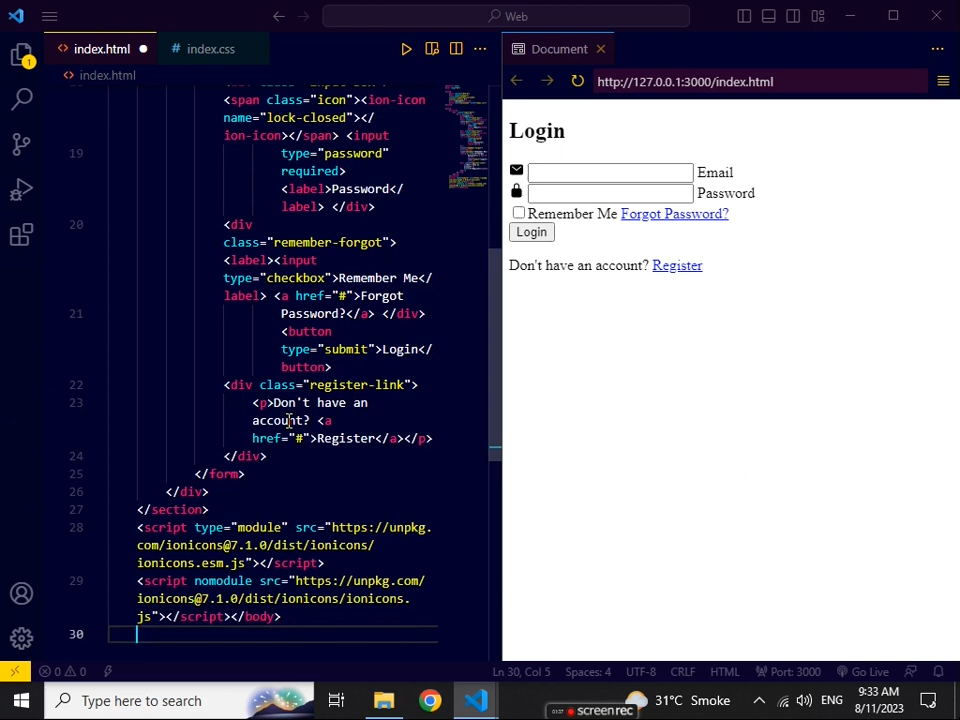 Web
index.html
index.css
Document
index.html
http://127.0.0.1:3000/index.html
<span class="icon"><ion-icon
name="lock-closed"></
ion-icon></span> <input
19 type="password"
required>
<label>Password</
label> </div>
20 <div
class="remember-forgot">
<label><input
type="checkbox">Remember Me</
label> <a href="#">Forgot
21 Password?</a> </div>
<button
type="submit">Login</
button>
22 <div class="register-link">
23 <p>Don't have an
account? <a
href="#">Register</a></p>
24 </div>
25 </form>
26 </div>
27 </section>
28 <script type="module" src="https://unpkg.
com/ionicons@7.1.0/dist/ionicons/
ionicons.esm.js"></script>
29 <script nomodule src="https://unpkg.com/
ionicons@7.1.0/dist/ionicons/ionicons.
js"></script></body>
30
Login
Email
Password
Remember Me Forgot Password?
Login
Don't have an account? Register
1
0 0
Ln 30, Col 5
Spaces: 4
UTF-8
CRLF
HTML
Port: 3000
Go Live
Type here to search
screenrec
31°C Smoke
ENG
9:33 AM
8/11/2023